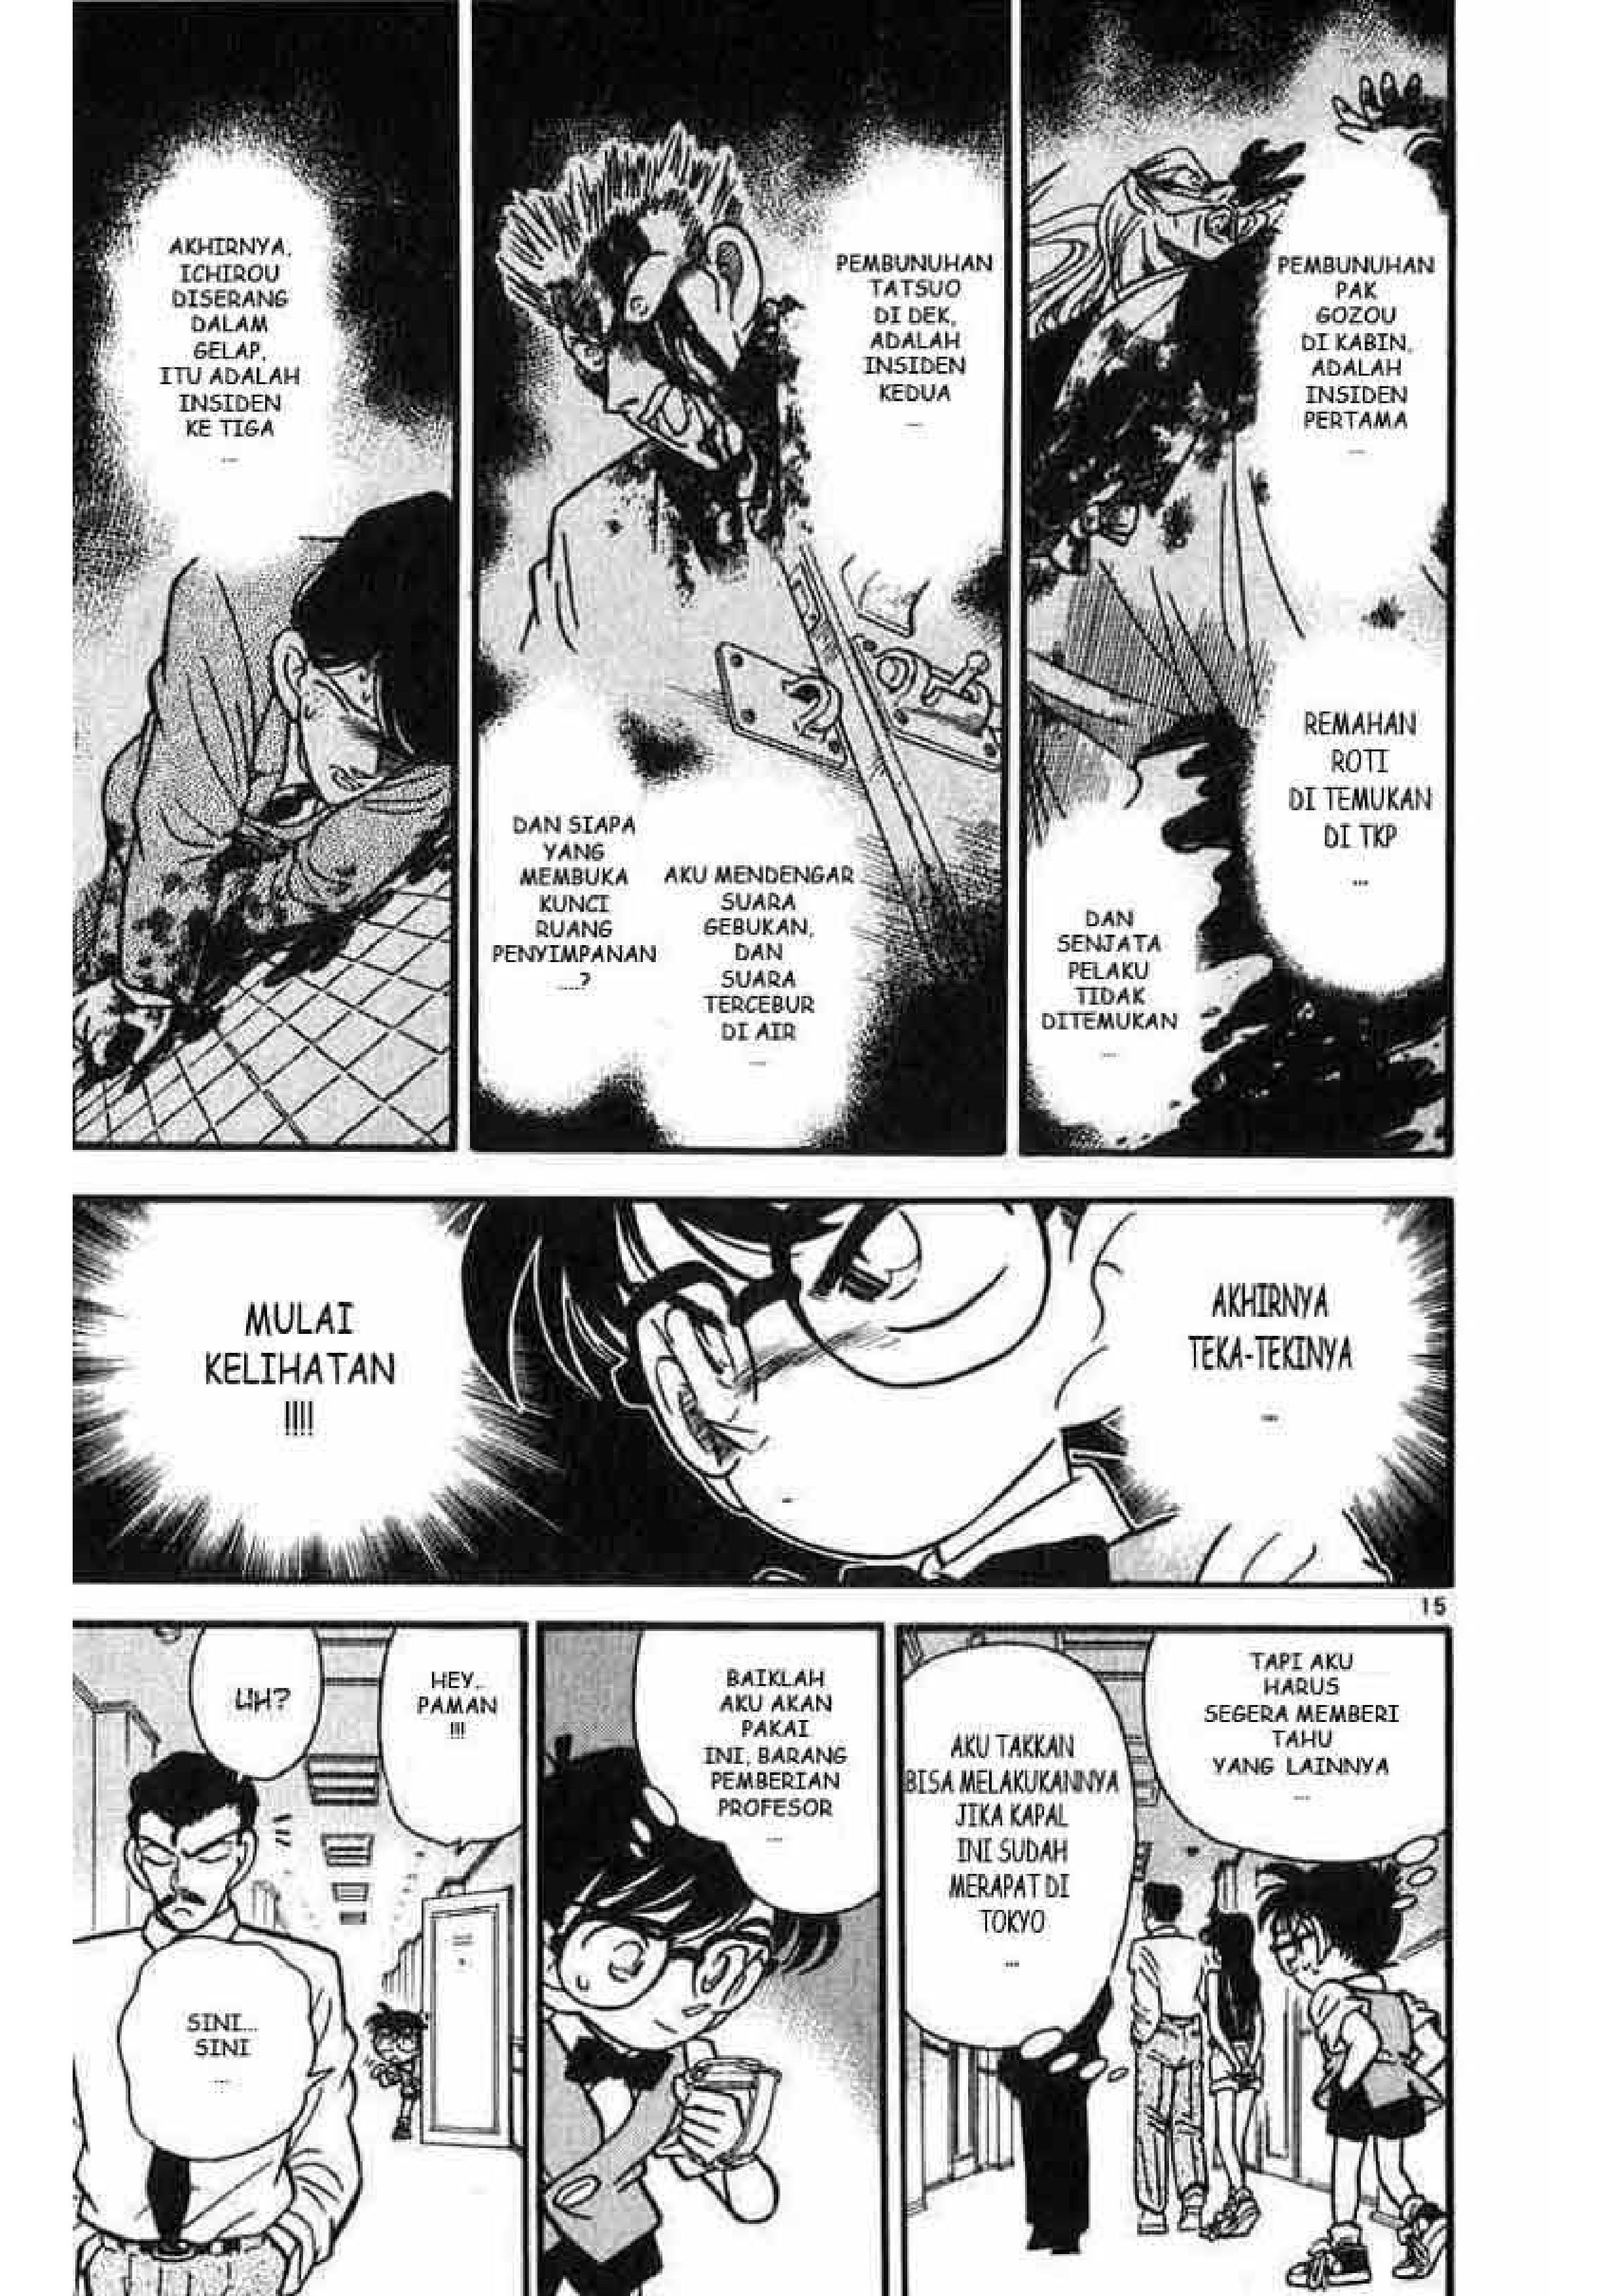 PEMBUNUHAN
PAK
GOZOU
DI KABIN,
ADALAH
INSIDEN
PERTAMA
...
REMAHAN
ROTI
DI TEMUKAN
DI TKP
...
DAN
SENJATA
PELAKU
TIDAK
DITEMUKAN
...
PEMBUNUHAN
TATSUO
DI DEK,
ADALAH
INSIDEN
KEDUA
...
AKU MENDENGAR
SUARA
GEBUKAN,
DAN
SUARA
TERCEBUR
DI AIR
...
DAN SIAPA
YANG
MEMBUKA
KUNCI
RUANG
PENYIMPANAN
.....?
AKHIRNYA,
ICHIROU
DISERANG
DALAM
GELAP,
ITU ADALAH
INSIDEN
KE TIGA
...
AKHIRNYA
TEKA-TEKINYA
...
MULAI
KELIHATAN
!!!!
15
TAPI AKU
HARUS
SEGERA MEMBERI
TAHU
YANG LAINNYA
...
AKU TAKKAN
BISA MELAKUKANNYA
JIKA KAPAL
INI SUDAH
MERAPAT DI
TOKYO
...
BAIKLAH
AKU AKAN
PAKAI
INI, BARANG
PEMBERIAN
PROFESOR
...
HEY..
PAMAN
!!!
UH?
SINI...
SINI
...